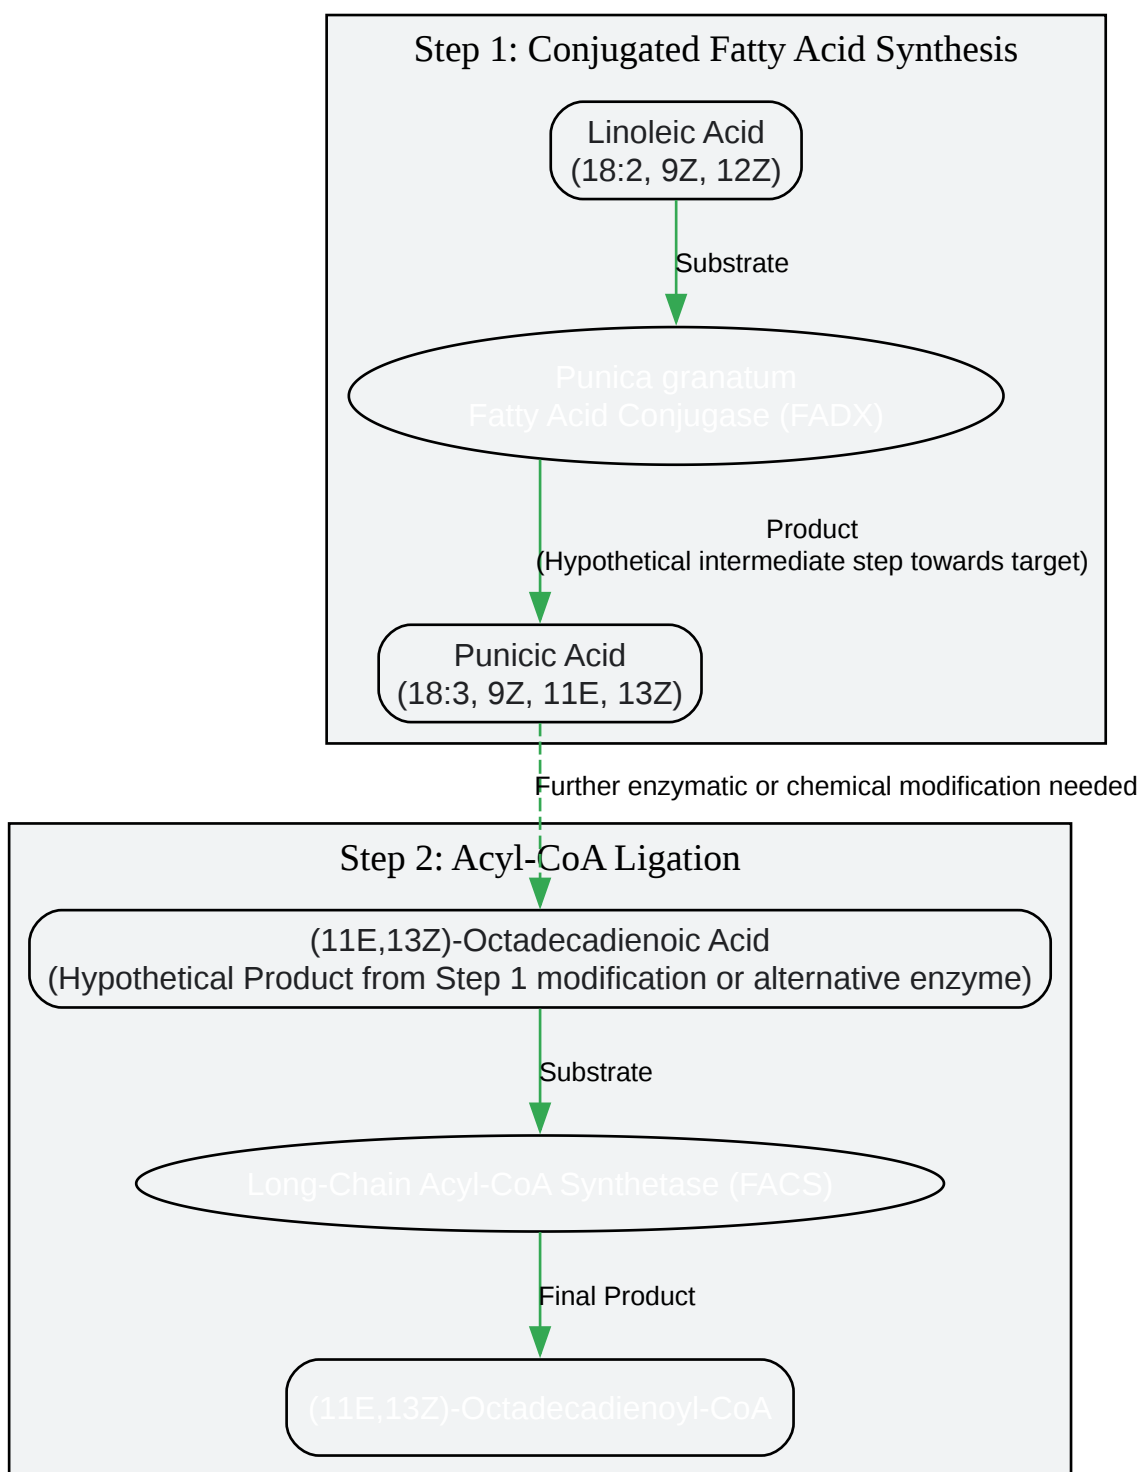 Step 1: Conjugated Fatty Acid Synthesis
Linoleic Acid
(18:2, 9Z, 12Z)
Substrate
Punica granatum
Fatty Acid Conjugase (FADX)
Product
(Hypothetical intermediate step towards target)
Punicic Acid
(18:3, 9Z, 11E, 13Z)
Further enzymatic or chemical modification needed
Step 2: Acyl-CoA Ligation
(11E,13Z)-Octadecadienoic Acid
(Hypothetical Product from Step 1 modification or alternative enzyme)
Substrate
Long-Chain Acyl-CoA Synthetase (FACS)
Final Product
(11E,13Z)-Octadecadienoyl-CoA